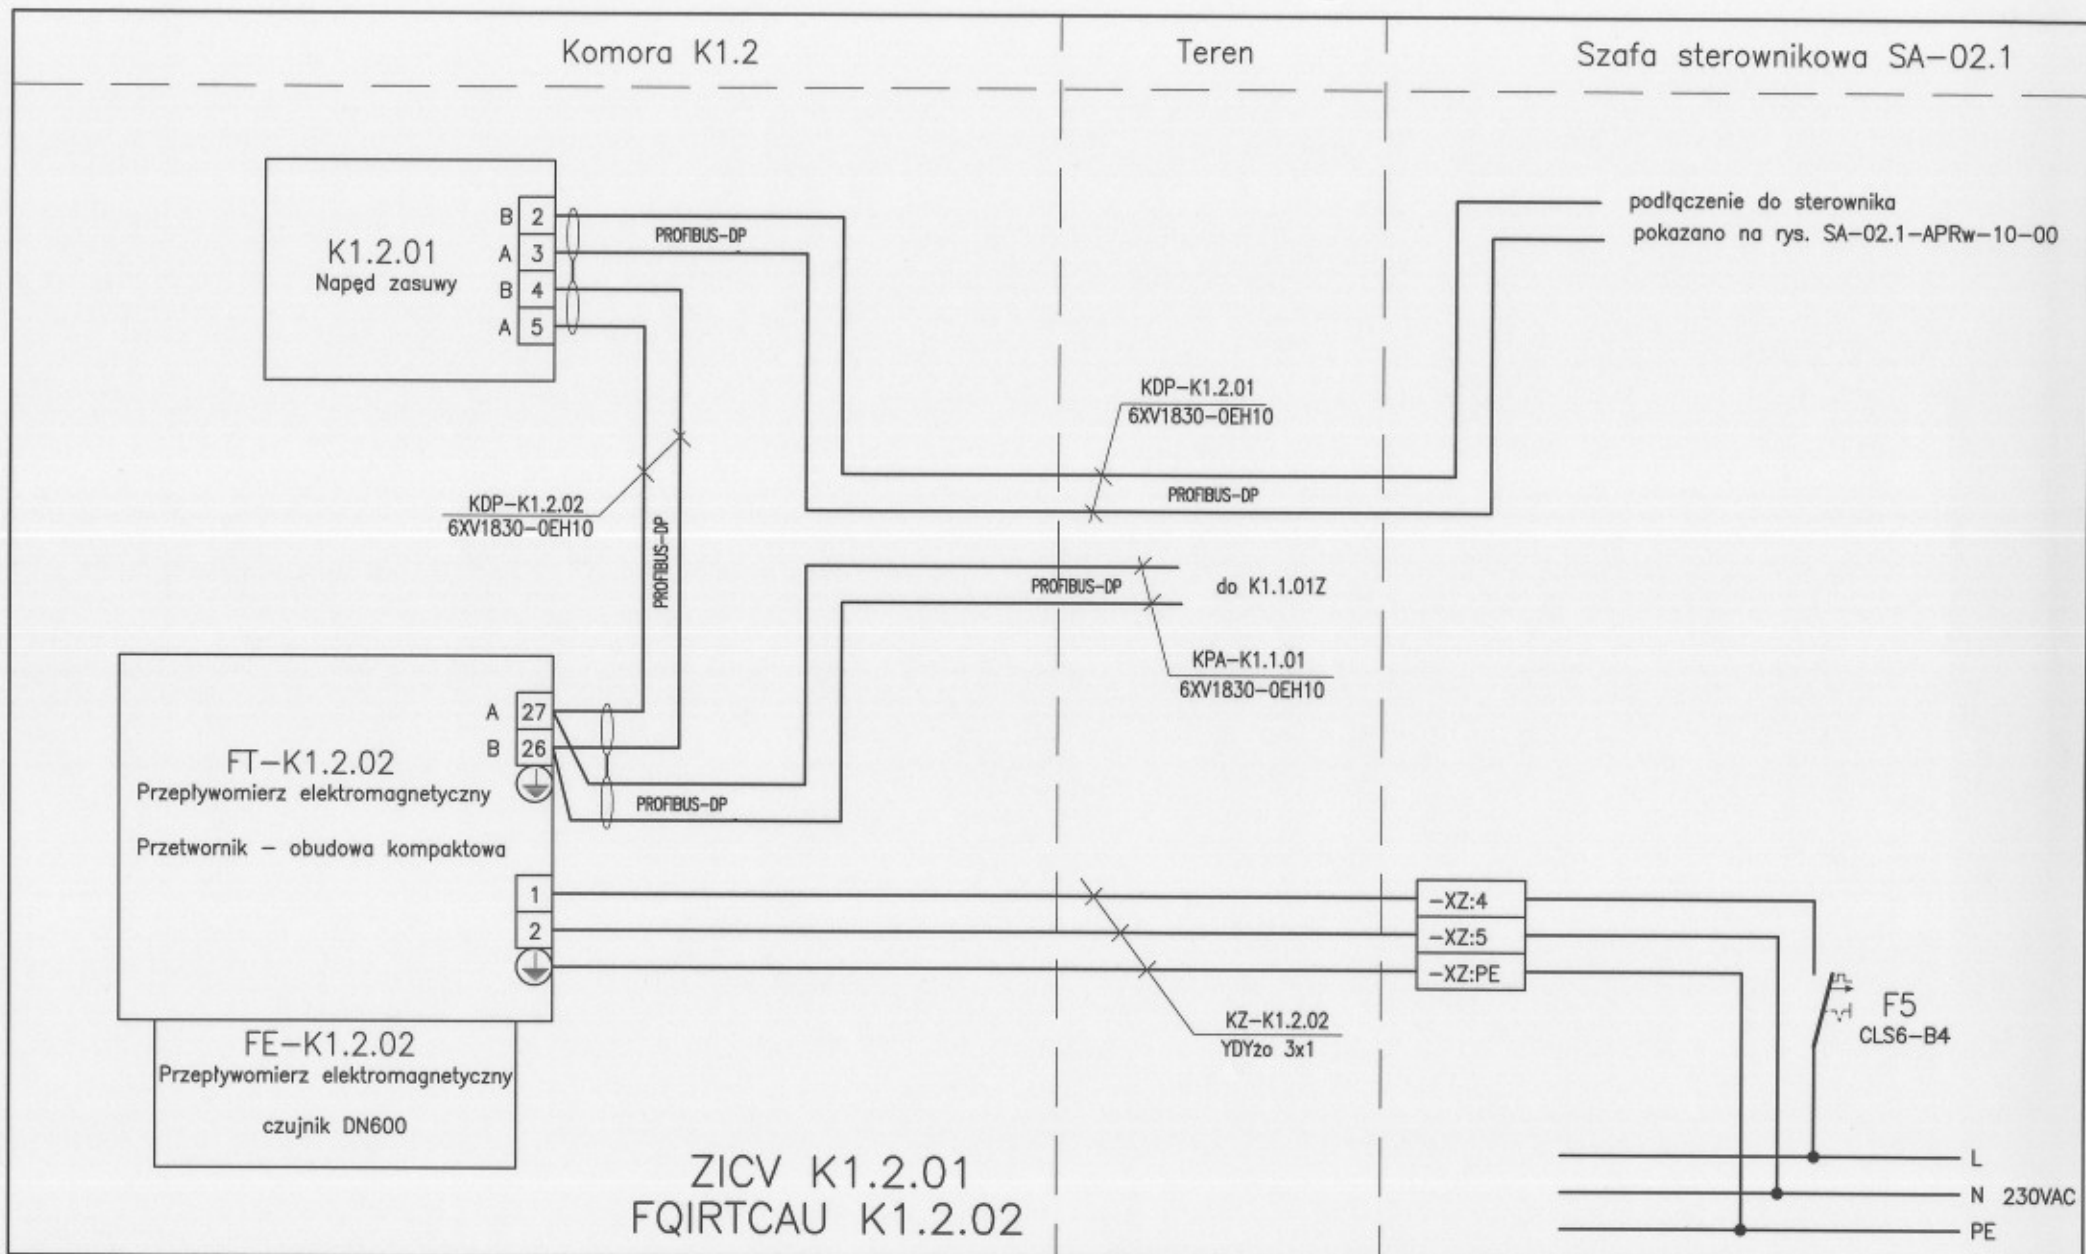 Komora K1.2
Teren
Szafa sterownikowa SA-02.1
K1.2.01
Napęd zasuwy
B 2
A 3
B 4
A 5
PROFIBUS-DP
podłączenie do sterownika
pokazano na rys. SA-02.1-APRw-10-00
KDP-K1.2.01
6XV1830-0EH10
PROFIBUS-DP
KDP-K1.2.02
6XV1830-0EH10
PROFIBUS-DP
PROFIBUS-DP
do K1.1.01Z
KPA-K1.1.01
6XV1830-0EH10
A 27
B 26
PROFIBUS-DP
FT-K1.2.02
Przepływomierz elektromagnetyczny
Przetwornik - obudowa kompaktowa
1
2
-XZ:4
-XZ:5
-XZ:PE
KZ-K1.2.02
YDYżo 3x1
F5
CLS6-B4
FE-K1.2.02
Przepływomierz elektromagnetyczny
czujnik DN600
ZICV K1.2.01
FQIRTCAU K1.2.02
L
N 230VAC
PE